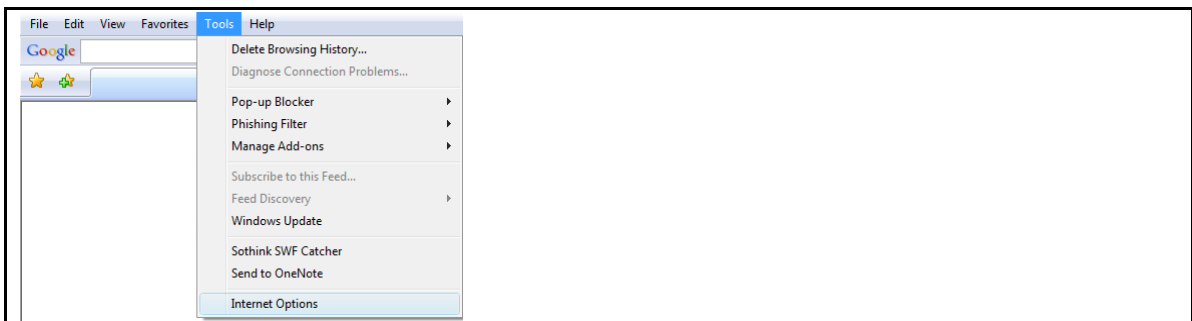 File Edit View Favorites Tools Help
Google
Delete Browsing History...
Diagnose Connection Problems...
Pop-up Blocker
Phishing Filter
Manage Add-ons
Subscribe to this Feed...
Feed Discovery
Windows Update
Sothink SWF Catcher
Send to OneNote
Internet Options